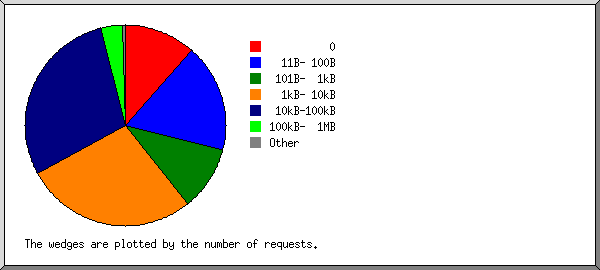 0
11B- 100B
101B- 1kB
1kB- 10kB
10kB-100kB
100kB- 1MB
Other
The wedges are plotted by the number of requests.